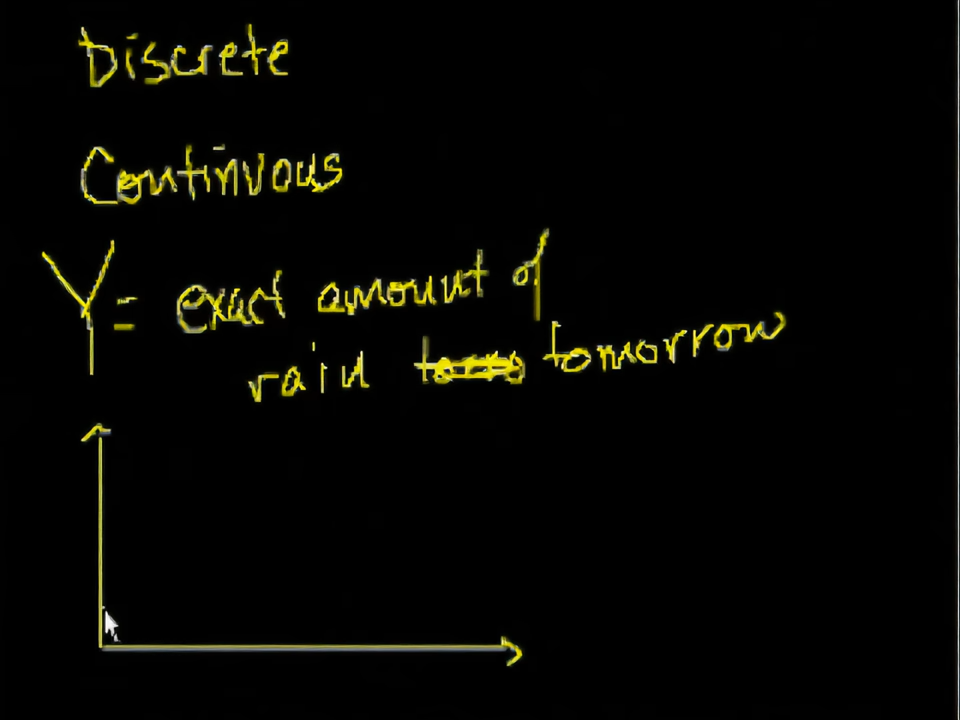 Discrete
Continuous
Y = exact amount of
rain tomorrow